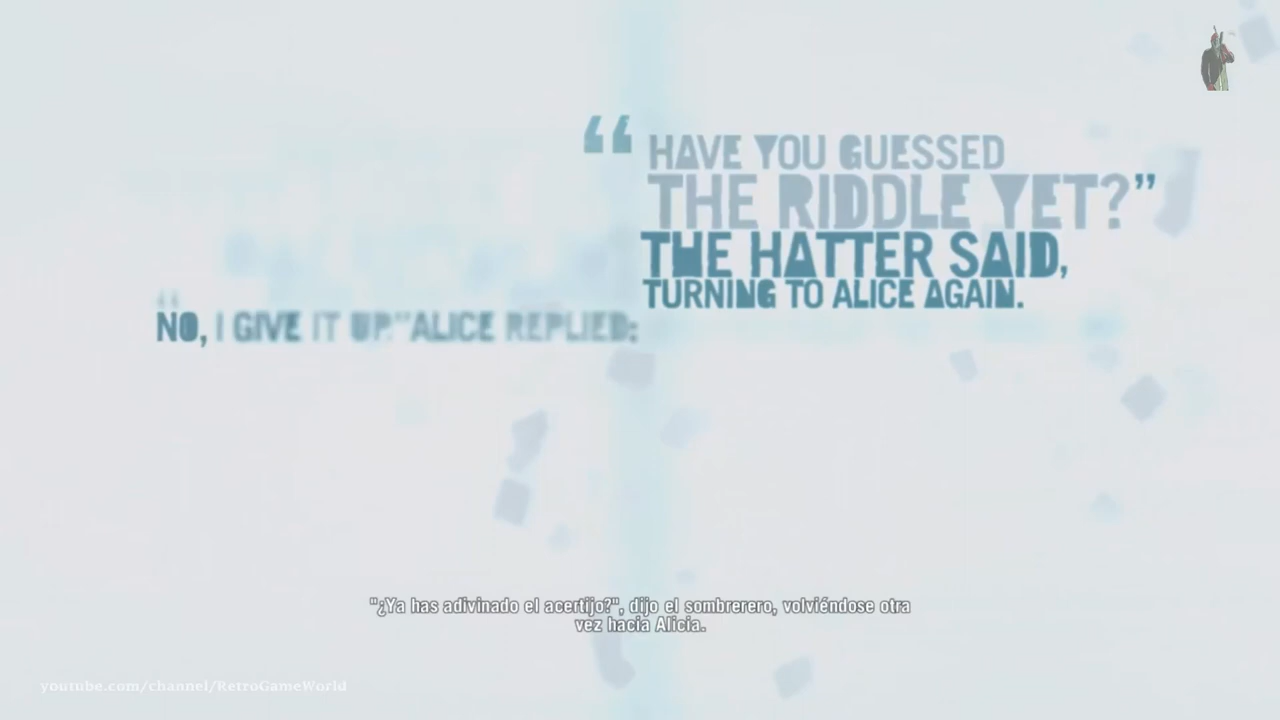 “HAVE YOU GUESSED
THE RIDDLE YET?”
THE HATTER SAID,
TURNING TO ALICE AGAIN.
“NO, I GIVE IT UP.”ALICE REPLIED:
"¿Ya has adivinado el acertijo?", dijo el sombrerero, volviéndose otra
vez hacia Alicia.
youtube.com/channel/RetroGameWorld